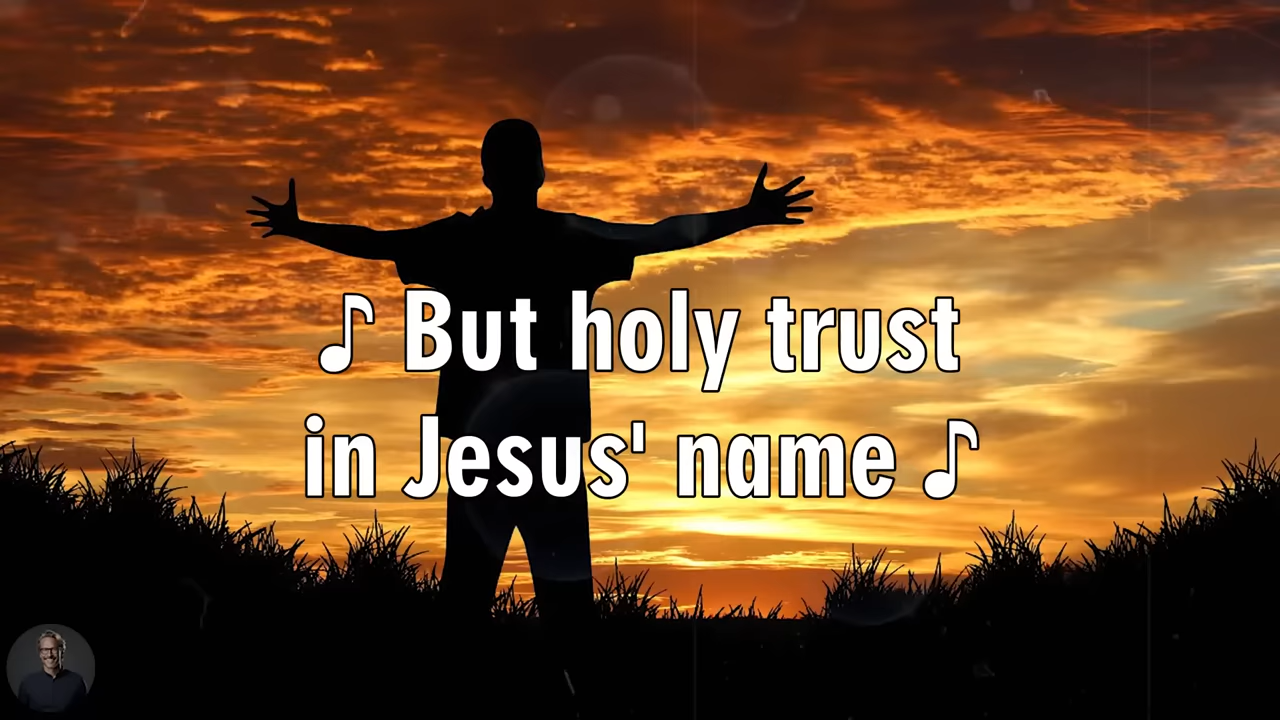 ♪ But holy trust
in Jesus' name ♪